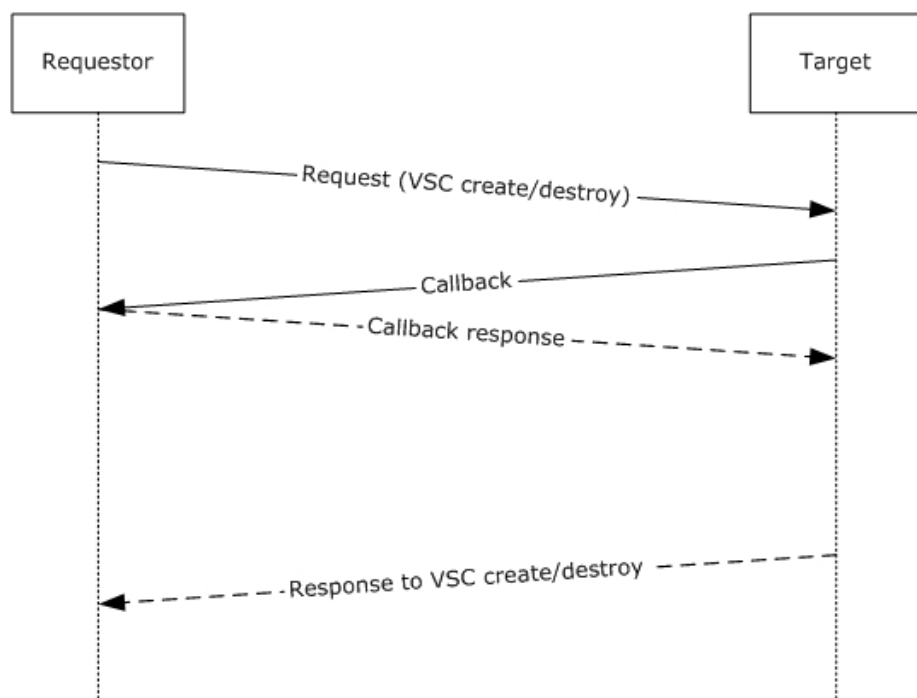 Requestor
Target
Request (VSC create/destroy)
Callback
Callback response
Response to VSC create/destroy